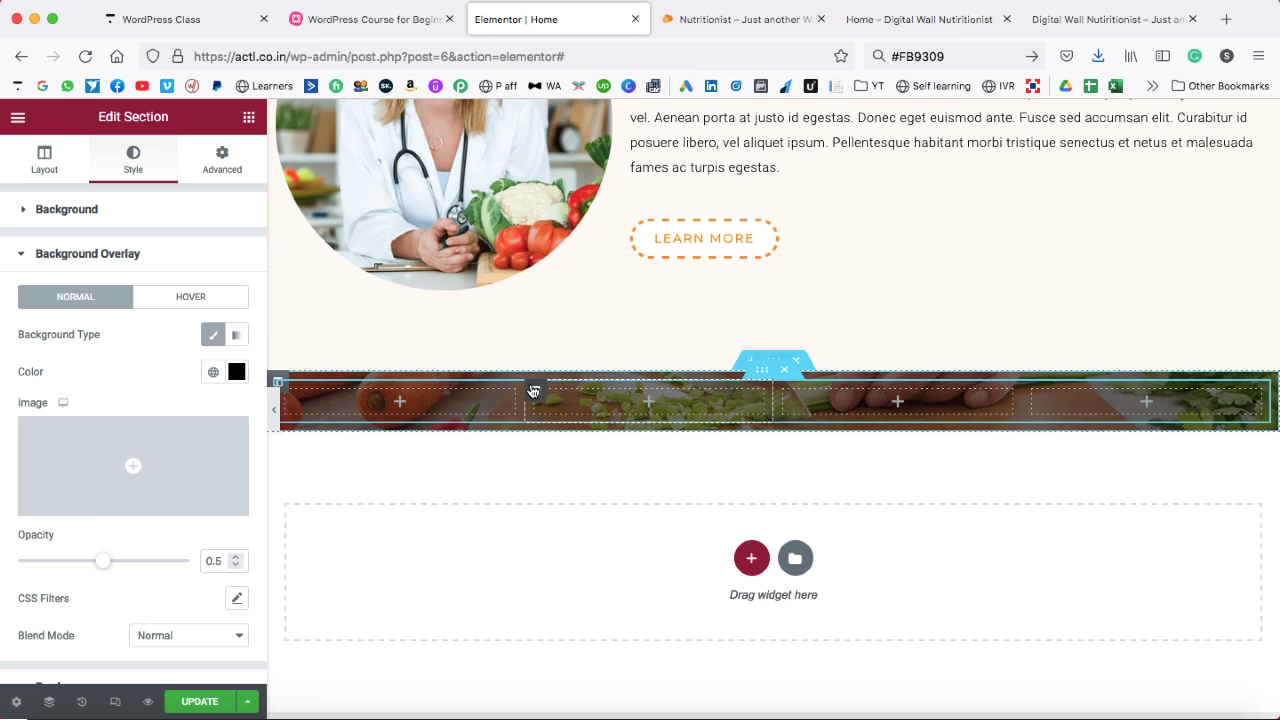 WordPress Class
WordPress Course for Beginn
Elementor | Home
Nutritionist – Just another W
Home – Digital Wall Nutiritionist
Digital Wall Nutiritionist – Just an
https://actl.co.in/wp-admin/post.php?post=6&action=elementor#
#FB9309
Learners
P aff
WA
YT
Self learning
IVR
Other Bookmarks
Edit Section
Layout
Style
Advanced
Background
Background Overlay
NORMAL
HOVER
Background Type
Color
Image
Opacity
0.5
CSS Filters
Blend Mode
Normal
UPDATE
vel. Aenean porta at justo id egestas. Donec eget euismod ante. Fusce sed accumsan elit. Curabitur id
posuere libero, vel aliquet ipsum. Pellentesque habitant morbi tristique senectus et netus et malesuada
fames ac turpis egestas.
LEARN MORE
Drag widget here